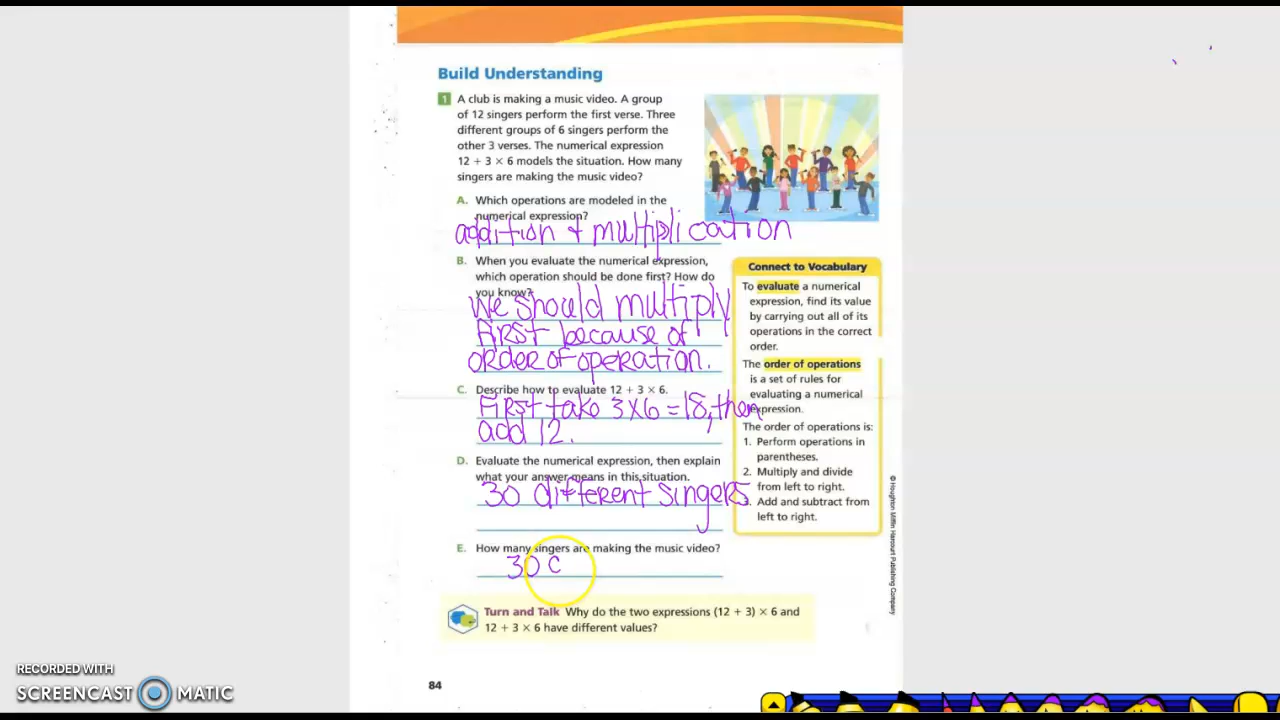 Build Understanding
1 A club is making a music video. A group
of 12 singers perform the first verse. Three
different groups of 6 singers perform the
other 3 verses. The numerical expression
12 + 3 × 6 models the situation. How many
singers are making the music video?
A. Which operations are modeled in the
numerical expression?
addition + multiplication
B. When you evaluate the numerical expression,
which operation should be done first? How do
you know?
We should multiply
first because of
order of operation.
C. Describe how to evaluate 12 + 3 × 6.
First take 3x6 = 18, then
add 12.
D. Evaluate the numerical expression, then explain
what your answer means in this situation.
30 different singers
E. How many singers are making the music video?
30 c
Connect to Vocabulary
To evaluate a numerical
expression, find its value
by carrying out all of its
operations in the correct
order.
The order of operations
is a set of rules for
evaluating a numerical
expression.
The order of operations is:
1. Perform operations in
parentheses.
2. Multiply and divide
from left to right.
3. Add and subtract from
left to right.
© Houghton Mifflin Harcourt Publishing Company
Turn and Talk Why do the two expressions (12 + 3) × 6 and
12 + 3 × 6 have different values?
84
RECORDED WITH
SCREENCAST MATIC